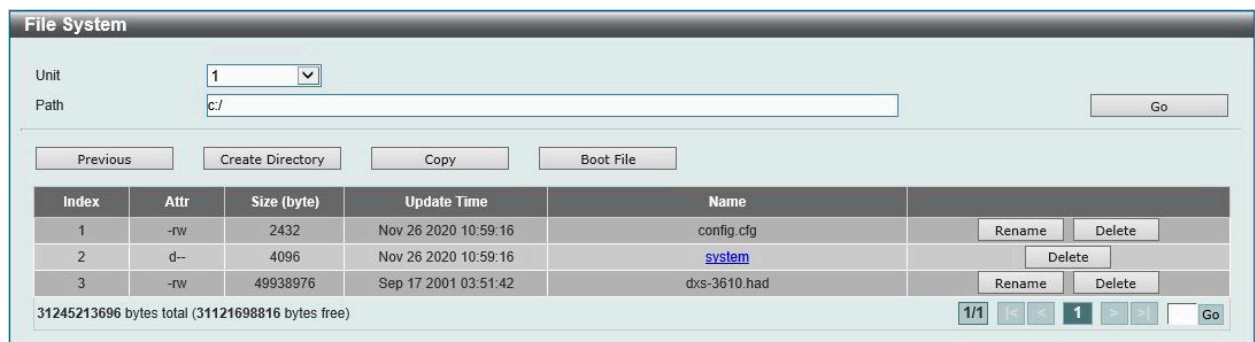 File System
Unit 1
Path c:/ Go
Previous Create Directory Copy Boot File
Index Attr Size (byte) Update Time Name
1 -rw 2432 Nov 26 2020 10:59:16 config.cfg Rename Delete
2 d-- 4096 Nov 26 2020 10:59:16 system Delete
3 -rw 49938976 Sep 17 2001 03:51:42 dxs-3610.had Rename Delete
31245213696 bytes total (31121698816 bytes free) 1/1 |< < 1 > >| Go